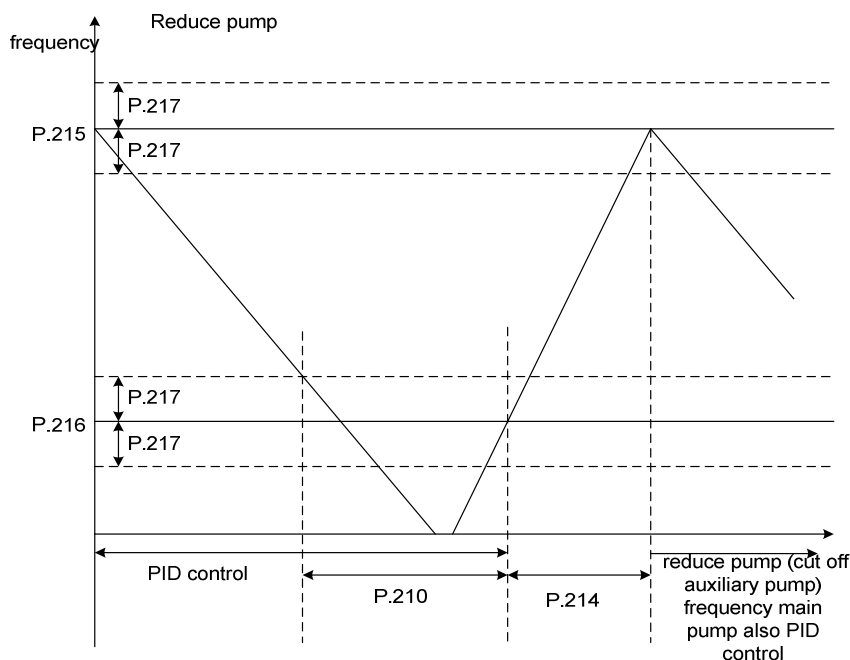 Reduce pump
frequency
P.217
P.215
P.217
P.217
P.216
P.217
PID control
P.210
P.214
reduce pump (cut off
auxiliary pump)
frequency main
pump also PID
control